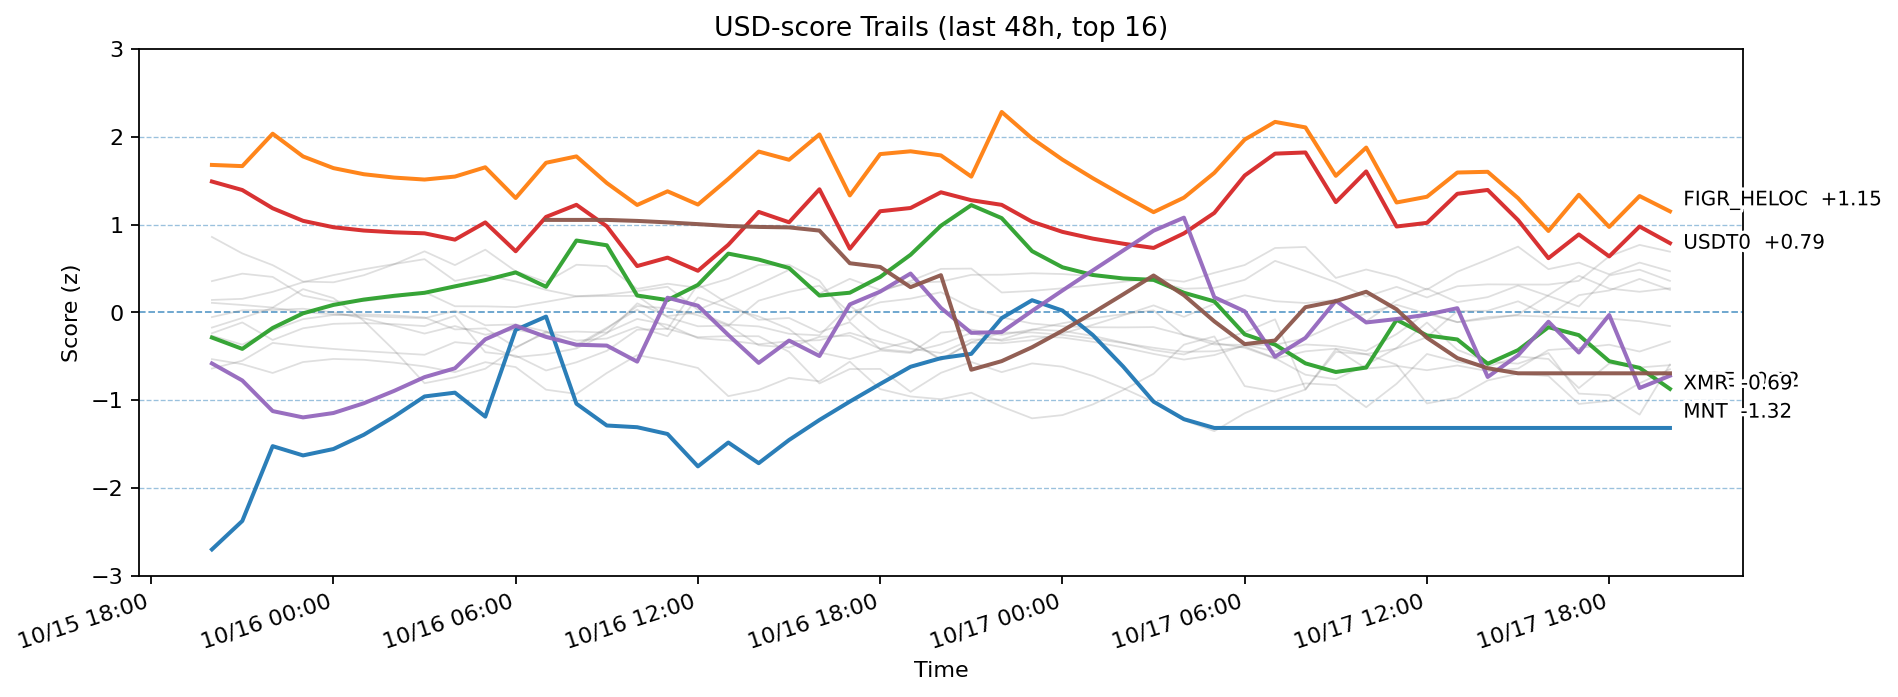 USD-score Trails (last 48h, top 16)
Score (z)
3
2
1
0
−1
−2
−3
FIGR_HELOC +1.15
USDT0 +0.79
XMR -0.69
MNT -1.32
10/15 18:00
10/16 00:00
10/16 06:00
10/16 12:00
10/16 18:00
10/17 00:00
10/17 06:00
10/17 12:00
10/17 18:00
Time